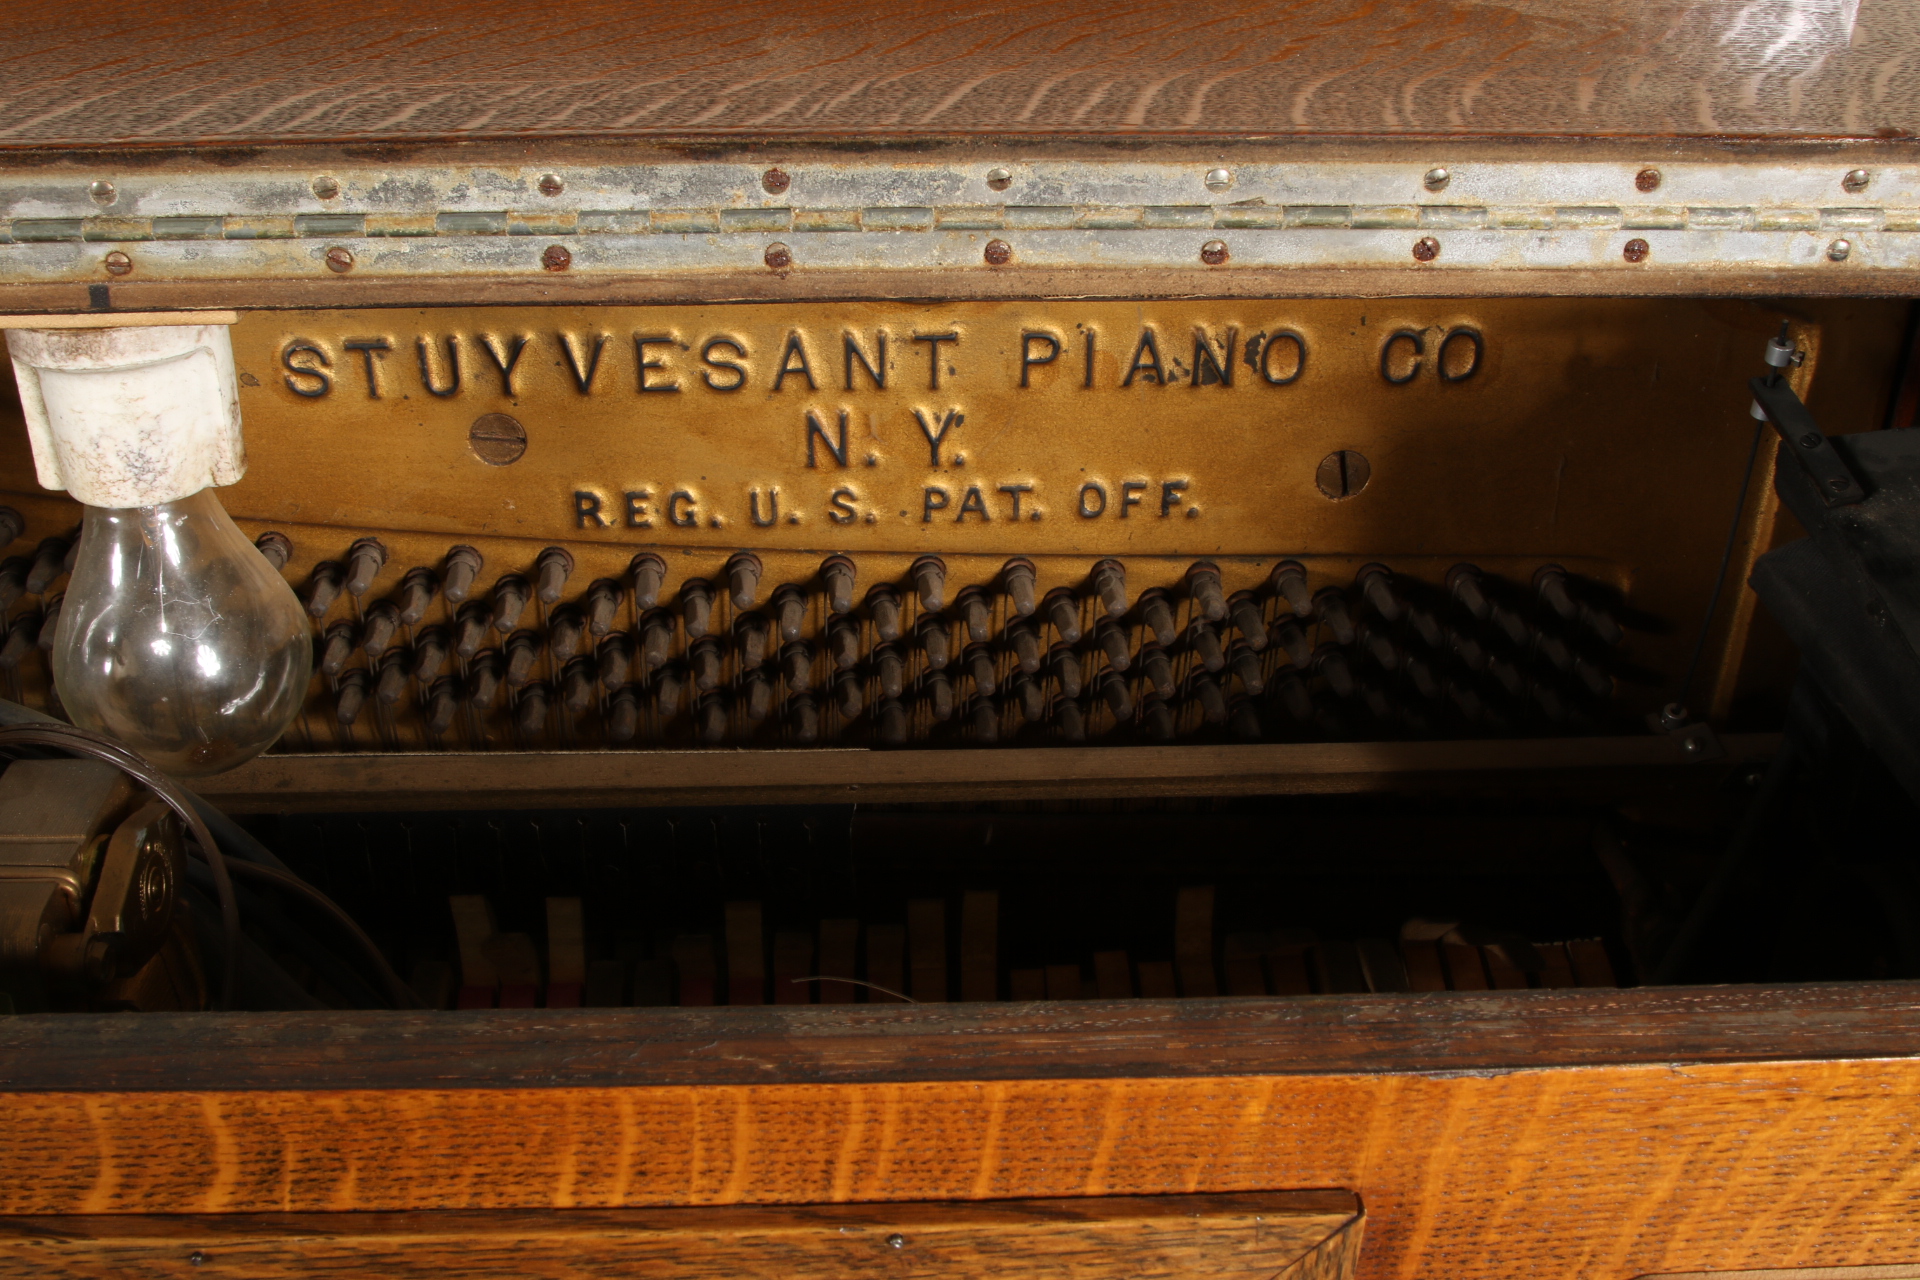 STUYVESANT PIANO CO
N. Y.
REG. U. S. PAT. OFF.